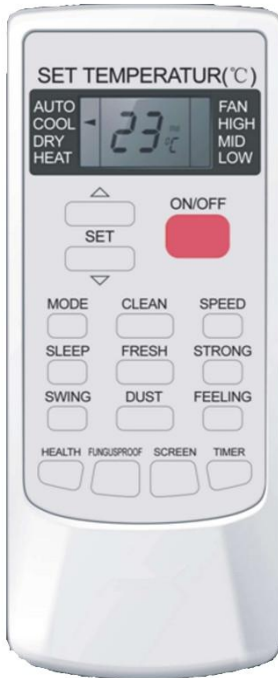 SET TEMPERATUR(℃)
AUTO
COOL
DRY
HEAT
23
℃
FAN
HIGH
MID
LOW
ON/OFF
SET
MODE CLEAN SPEED
SLEEP FRESH STRONG
SWING DUST FEELING
HEALTH FUNGUSPROOF SCREEN TIMER